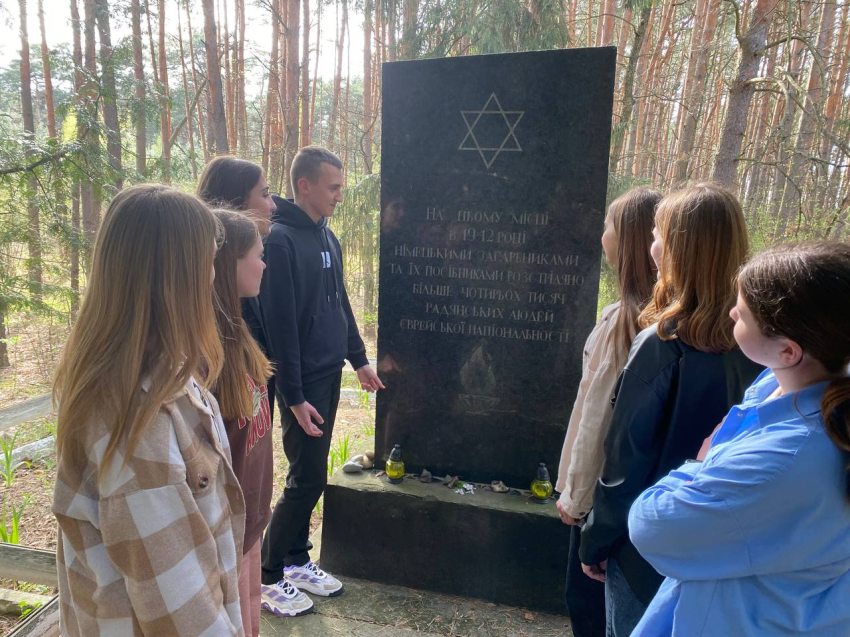 НА ЦЬОМУ МІСЦІ
В 1942 РОЦІ
НІМЕЦЬКИМИ ЗАГАРБНИКАМИ
ТА ЇХ ПОСІБНИКАМИ РОЗСТРІЛЯНО
БІЛЬШЕ ЧОТИРЬОХ ТИСЯЧ
РАДЯНСЬКИХ ЛЮДЕЙ
ЄВРЕЙСЬКОЇ НАЦІОНАЛЬНОСТІ